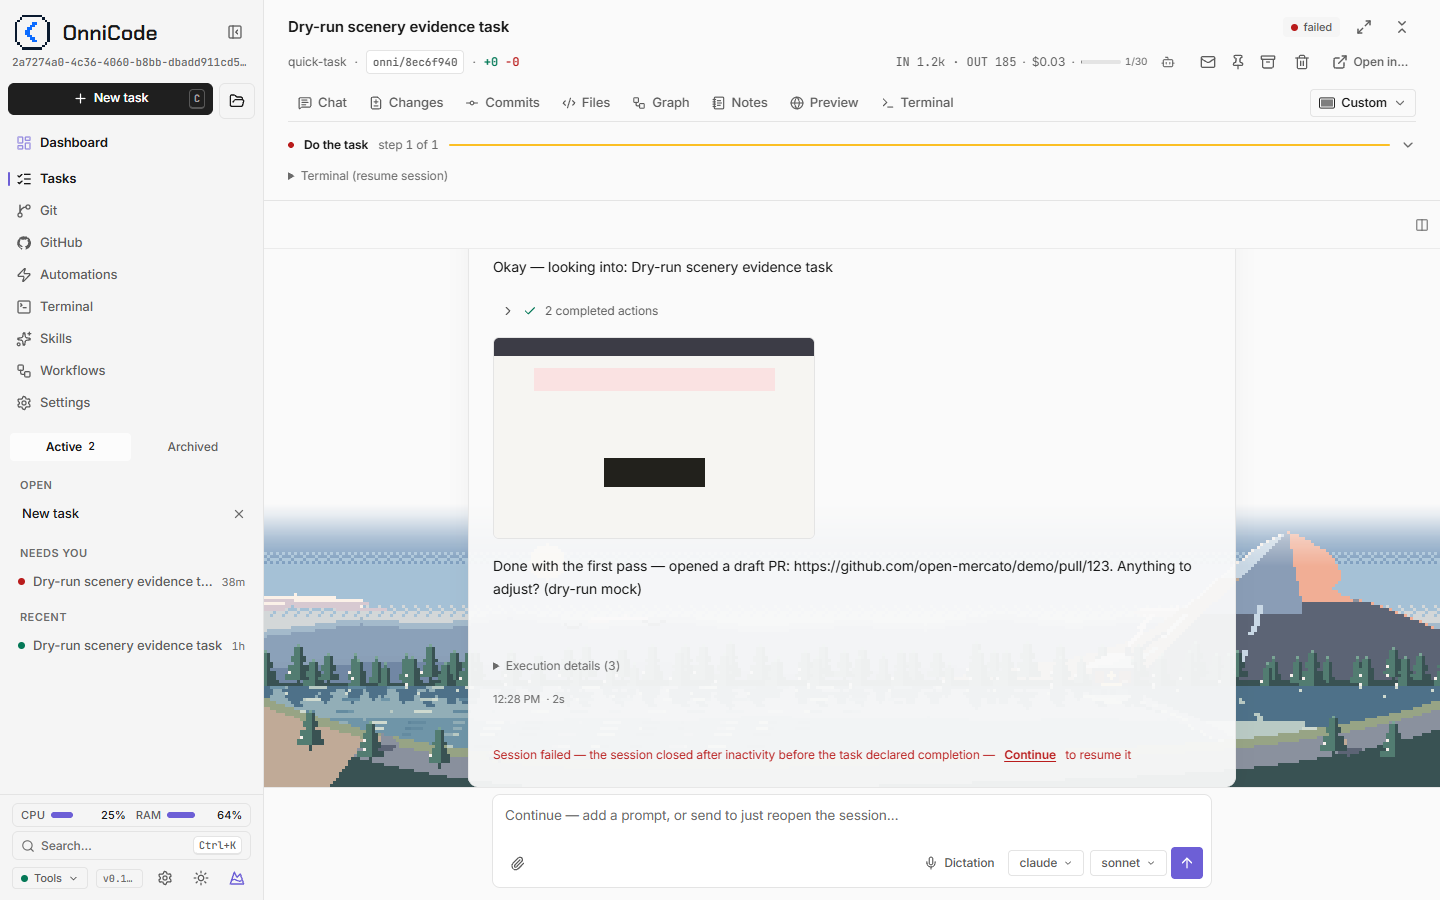 OnniCode
2a7274a0-4c36-4060-b8bb-dbadd911cd5…
New task
C
Dashboard
Tasks
Git
GitHub
Automations
Terminal
Skills
Workflows
Settings
Active 2
Archived
OPEN
New task
NEEDS YOU
Dry-run scenery evidence t… 38m
RECENT
Dry-run scenery evidence task 1h
CPU 25% RAM 64%
Search... Ctrl+K
Tools
v0.1…
Dry-run scenery evidence task
failed
quick-task · onni/8ec6f940 · +0 -0
IN 1.2k · OUT 185 · $0.03 · 1/30
Open in...
Chat
Changes
Commits
Files
Graph
Notes
Preview
Terminal
Custom
Do the task step 1 of 1
Terminal (resume session)
Okay — looking into: Dry-run scenery evidence task
2 completed actions
Done with the first pass — opened a draft PR: https://github.com/open-mercato/demo/pull/123. Anything to
adjust? (dry-run mock)
Execution details (3)
12:28 PM · 2s
Session failed — the session closed after inactivity before the task declared completion — Continue to resume it
Continue — add a prompt, or send to just reopen the session...
Dictation
claude
sonnet